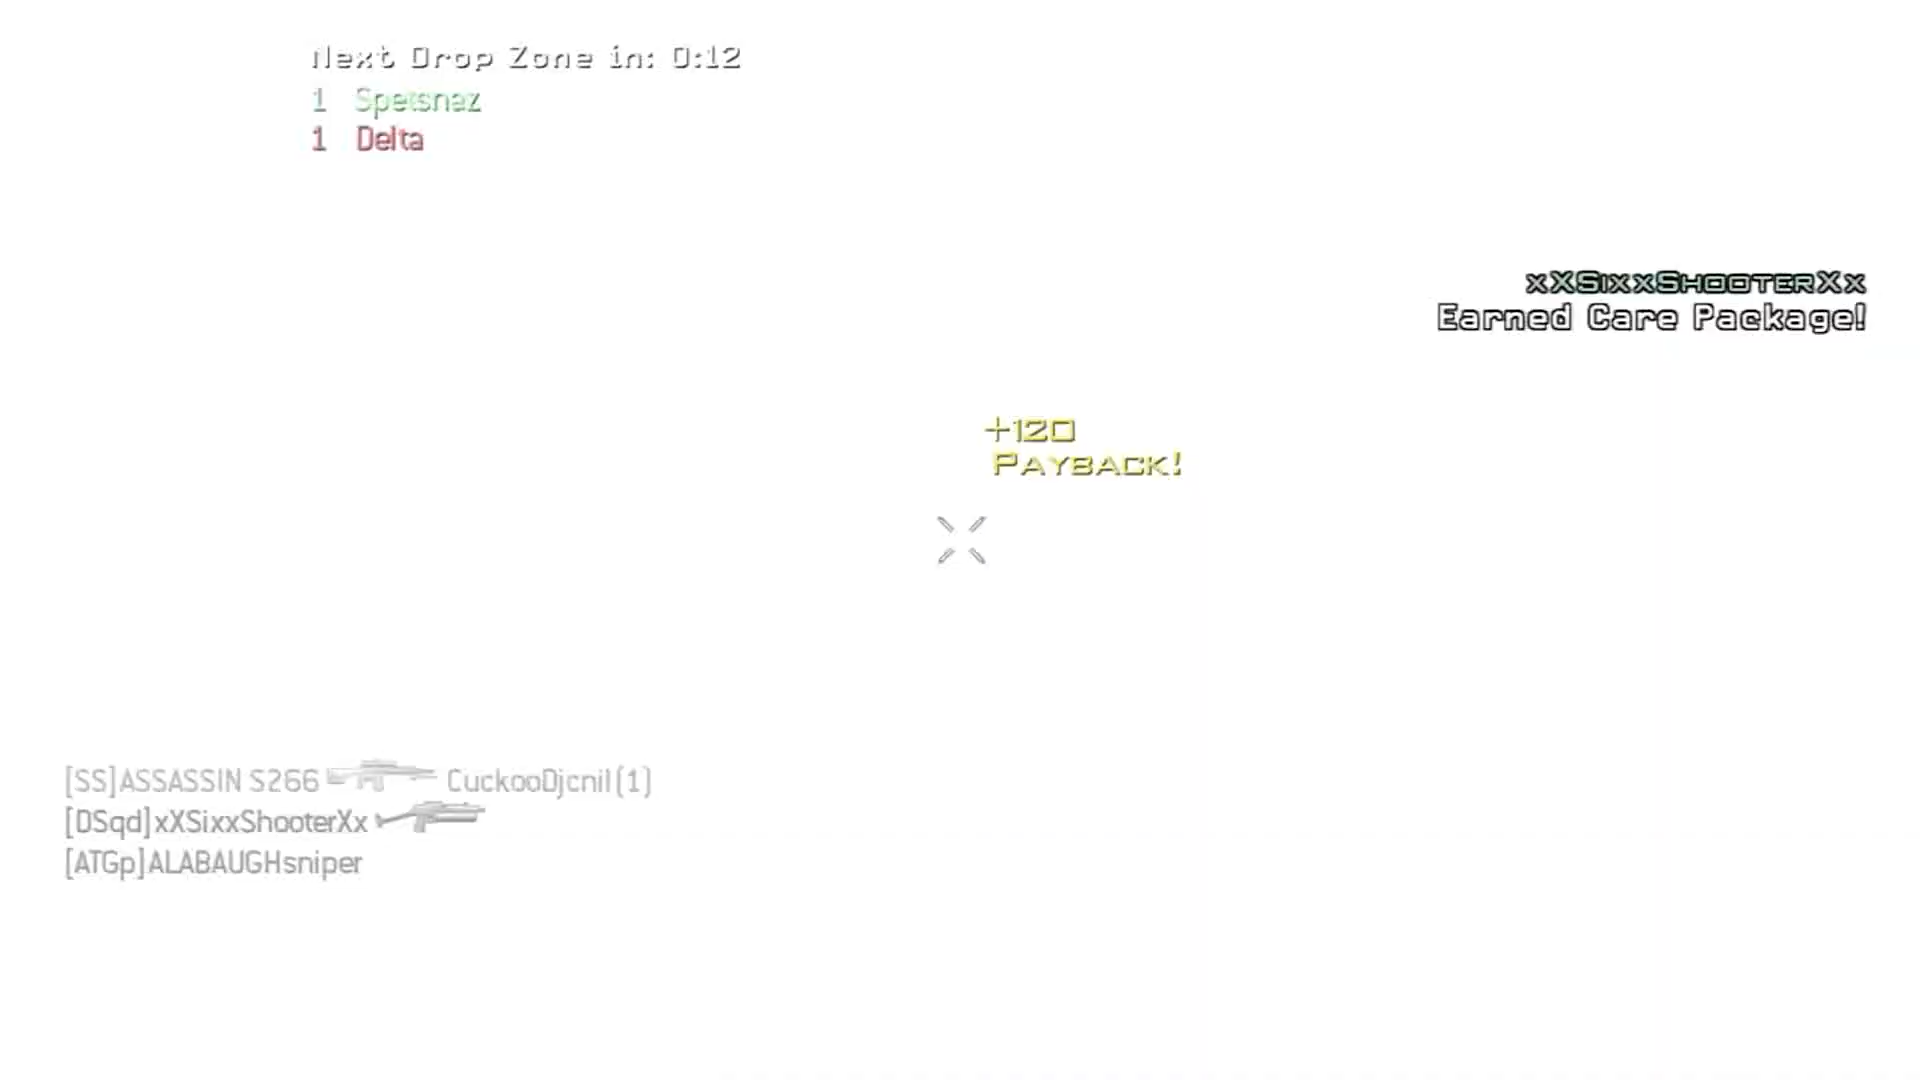 Next Drop Zone in: 0:12
1 Spetsnaz
1 Delta
xXSixxShooterXx
Earned Care Package!
+120
Payback!
[SS]ASSASSIN S266 CuckooDjcnil(1)
[DSqd]xXSixxShooterXx
[ATGp]ALABAUGHsniper